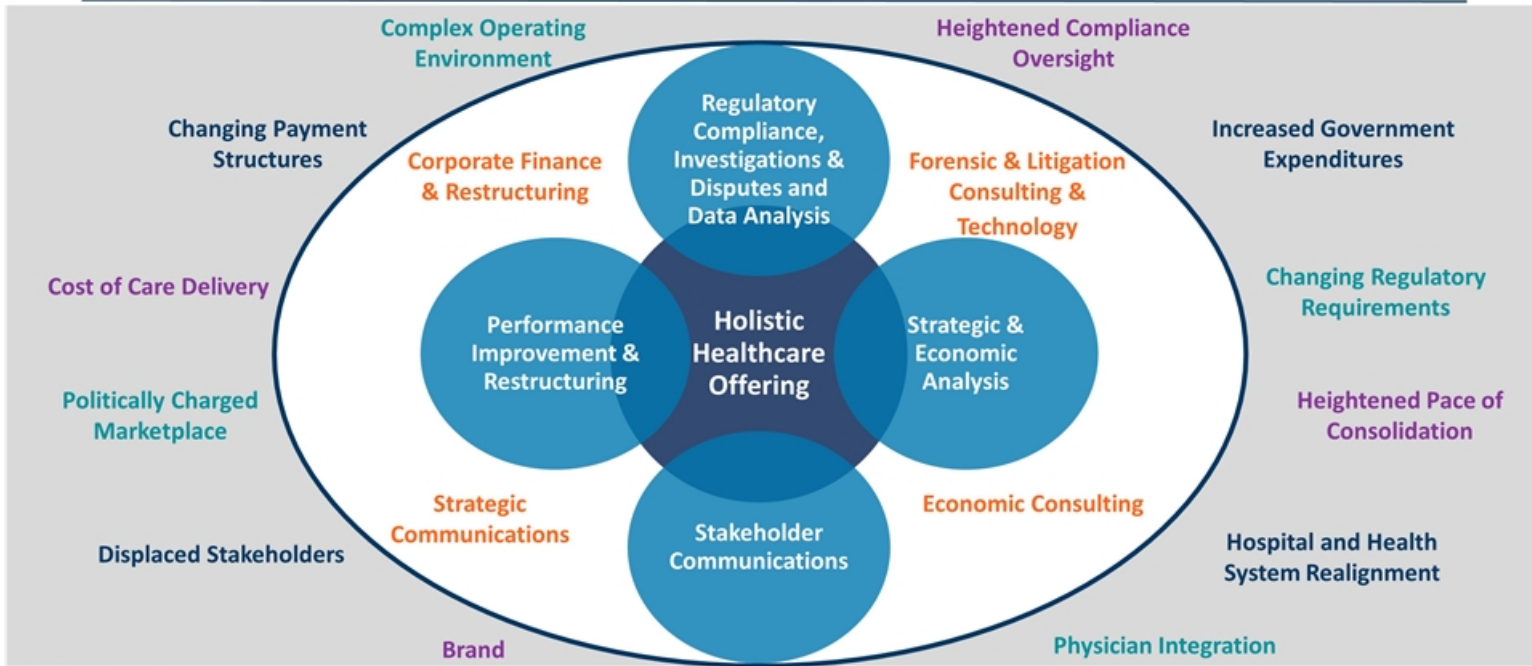 Complex Operating
Environment
Heightened Compliance
Oversight
Changing Payment
Structures
Corporate Finance
& Restructuring
Regulatory
Compliance,
Investigations &
Disputes and
Data Analysis
Forensic & Litigation
Consulting &
Technology
Increased Government
Expenditures
Cost of Care Delivery
Performance
Improvement &
Restructuring
Holistic
Healthcare
Offering
Strategic &
Economic
Analysis
Changing Regulatory
Requirements
Politically Charged
Marketplace
Heightened Pace of
Consolidation
Strategic
Communications
Stakeholder
Communications
Economic Consulting
Displaced Stakeholders
Hospital and Health
System Realignment
Brand
Physician Integration